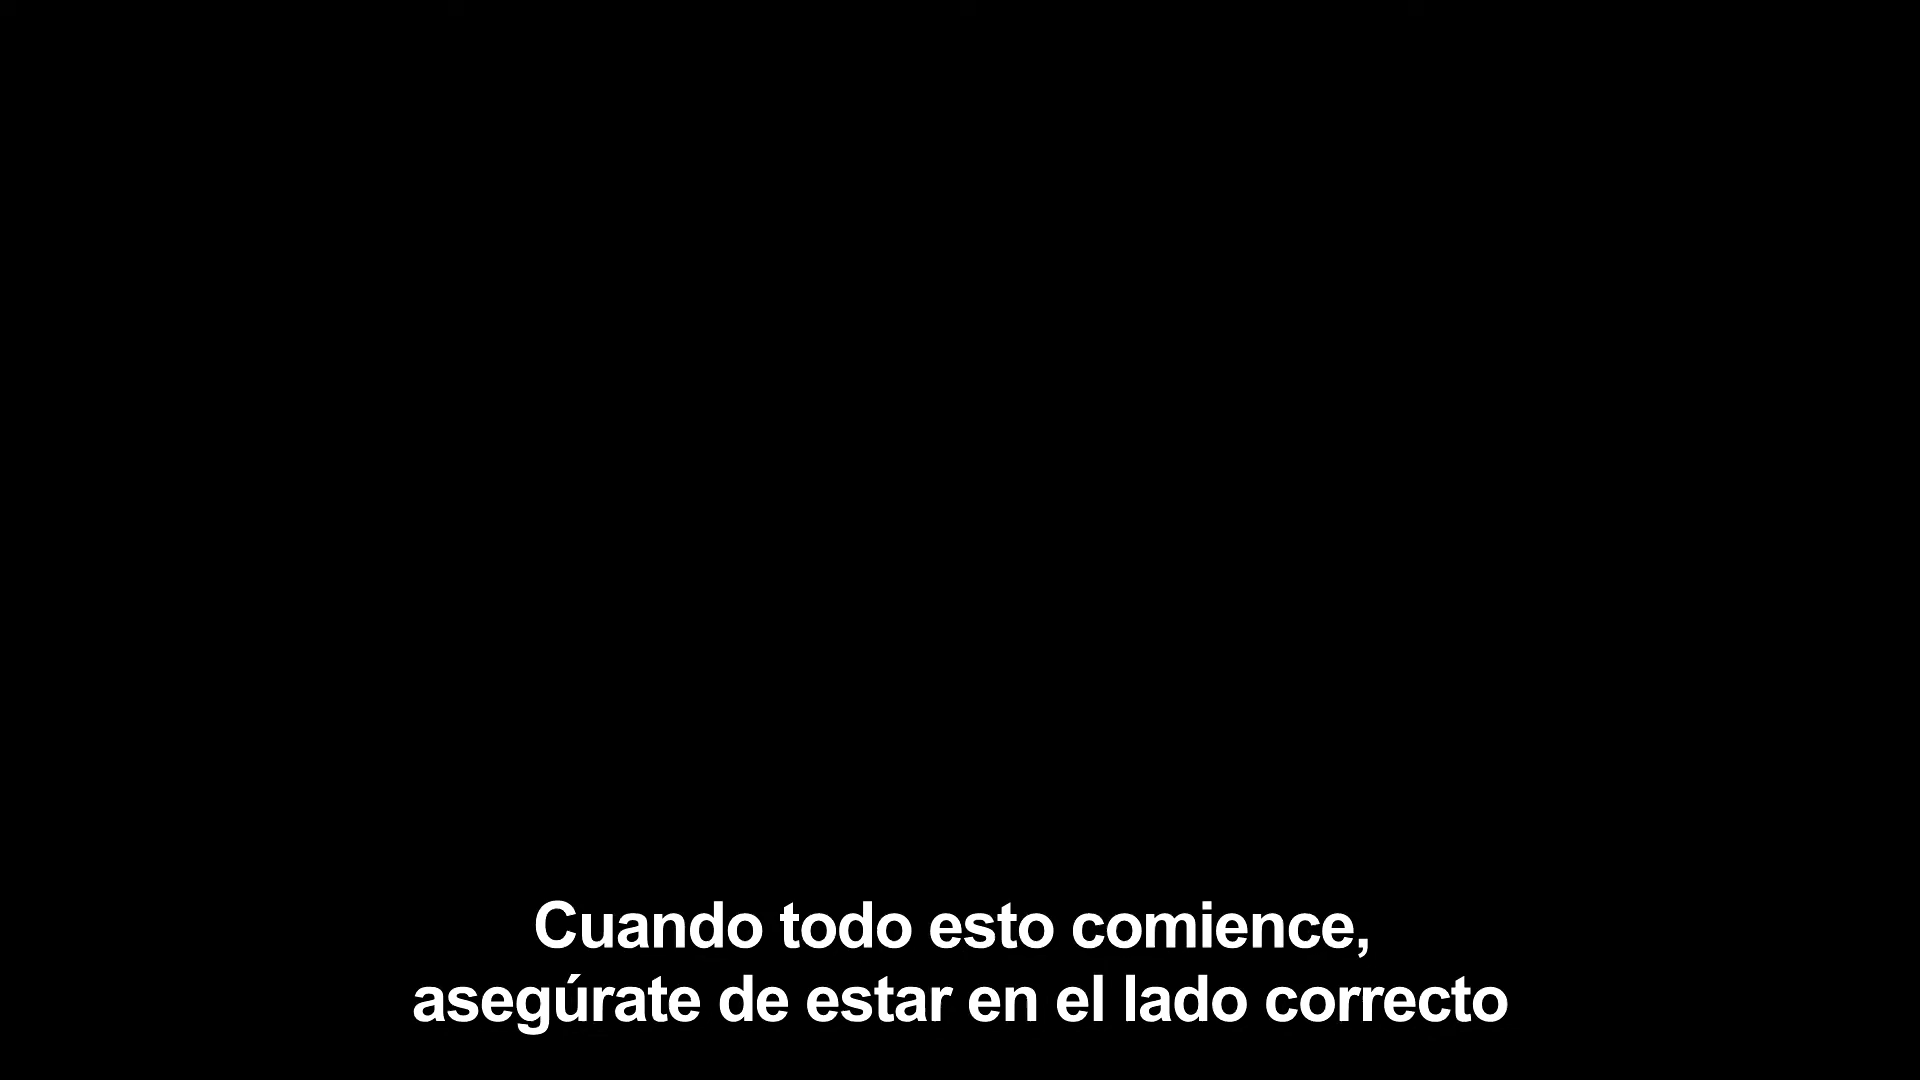 Cuando todo esto comience,
asegúrate de estar en el lado correcto